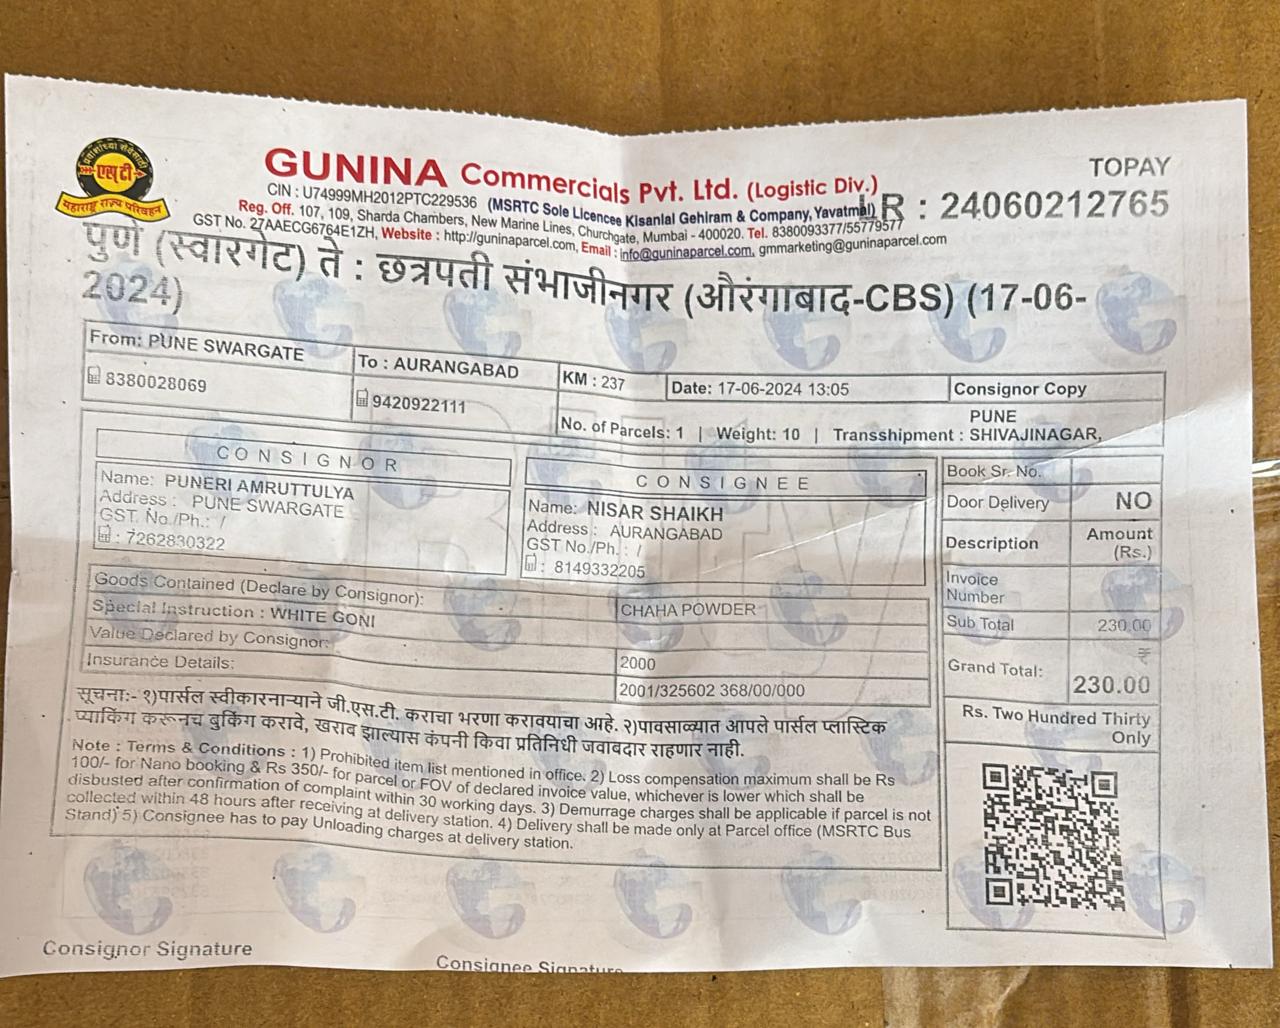 प्रवाशांच्या सेवेसाठी
एस टी
महाराष्ट्र राज्य परिवहन
GUNINA Commercials Pvt. Ltd. (Logistic Div.)
TOPAY
CIN : U74999MH2012PTC229536 (MSRTC Sole Licencee Kisanlal Gehiram & Company, Yavatmal)
LR : 24060212765
Reg. Off. 107, 109, Sharda Chambers, New Marine Lines, Churchgate, Mumbai - 400020. Tel. 8380093377/55779577
GST No. 27AAECG6764E1ZH, Website : http://guninaparcel.com, Email : info@guninaparcel.com, gmmarketing@guninaparcel.com
पुणे (स्वारगेट) ते : छत्रपती संभाजीनगर (औरंगाबाद-CBS) (17-06-
2024)
From: PUNE SWARGATE
8380028069
To : AURANGABAD
9420922111
KM : 237
Date: 17-06-2024 13:05
Consignor Copy
No. of Parcels: 1 | Weight: 10 | Transshipment : PUNE
SHIVAJINAGAR,
CONSIGNOR
Name: PUNERI AMRUTTULYA
Address : PUNE SWARGATE
GST. No./Ph.: /
: 7262830322
CONSIGNEE
Name: NISAR SHAIKH
Address : AURANGABAD
GST No./Ph. : /
: 8149332205
Book Sr. No.
Door Delivery NO
Description Amount
(Rs.)
Invoice
Number
Sub Total 230.00
Grand Total: ₹
230.00
Rs. Two Hundred Thirty
Only
Goods Contained (Declare by Consignor): CHAHA POWDER
Special Instruction : WHITE GONI
Value Declared by Consignor: 2000
Insurance Details: 2001/325602 368/00/000
सूचना:- १)पार्सल स्वीकारनाऱ्याने जी.एस.टी. कराचा भरणा करावयाचा आहे. २)पावसाळ्यात आपले पार्सल प्लास्टिक
प्याकिंग करूनच बुकिंग करावे, खराब झाल्यास कंपनी किवा प्रतिनिधी जवाबदार राहणार नाही.
Note : Terms & Conditions : 1) Prohibited item list mentioned in office. 2) Loss compensation maximum shall be Rs
100/- for Nano booking & Rs 350/- for parcel or FOV of declared invoice value, whichever is lower which shall be
disbusted after confirmation of complaint within 30 working days. 3) Demurrage charges shall be applicable if parcel is not
collected within 48 hours after receiving at delivery station. 4) Delivery shall be made only at Parcel office (MSRTC Bus
Stand) 5) Consignee has to pay Unloading charges at delivery station.
Consignor Signature
Consignee Signature